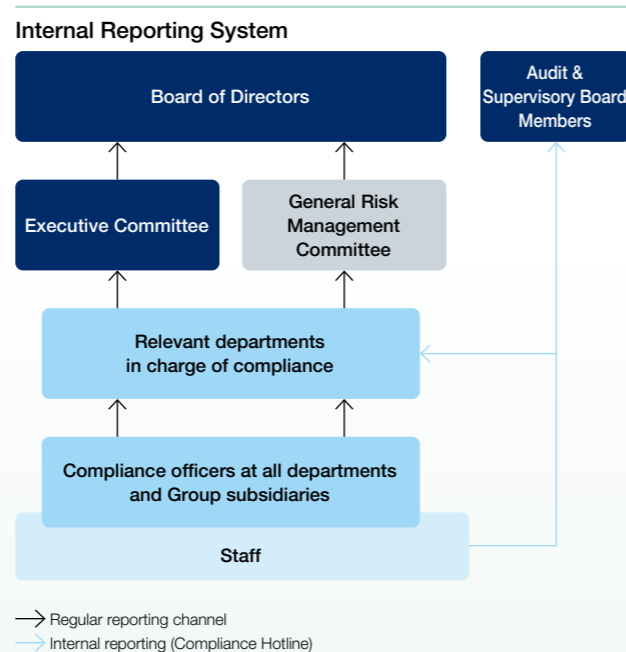 Internal Reporting System
Board of Directors
Audit &
Supervisory Board
Members
Executive Committee
General Risk
Management
Committee
Relevant departments
in charge of compliance
Compliance officers at all departments
and Group subsidiaries
Staff
Regular reporting channel
Internal reporting (Compliance Hotline)